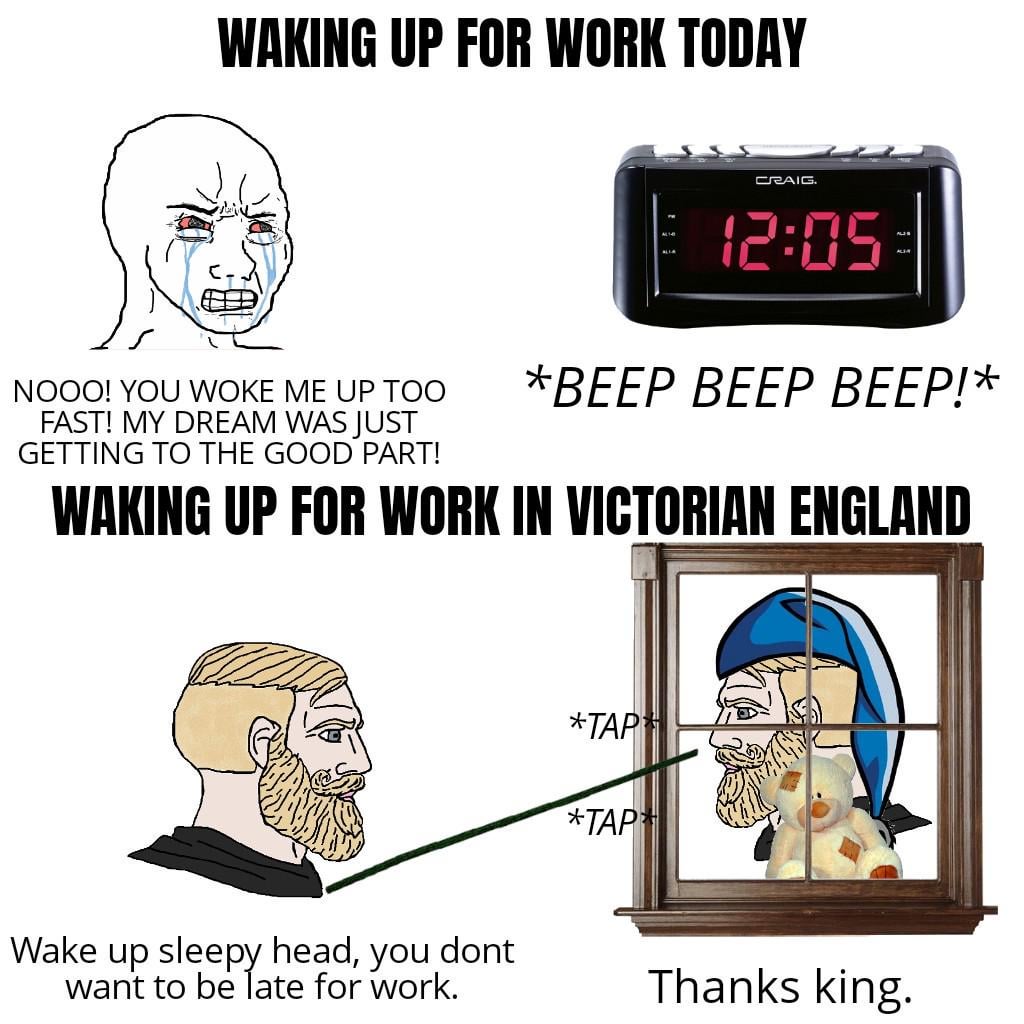 WAKING UP FOR WORK TODAY
CRAIG.
12:05
NOOO! YOU WOKE ME UP TOO
FAST! MY DREAM WAS JUST
GETTING TO THE GOOD PART!
*BEEP BEEP BEEP!*
WAKING UP FOR WORK IN VICTORIAN ENGLAND
*TAP*
*TAP*
Wake up sleepy head, you dont
want to be late for work.
Thanks king.